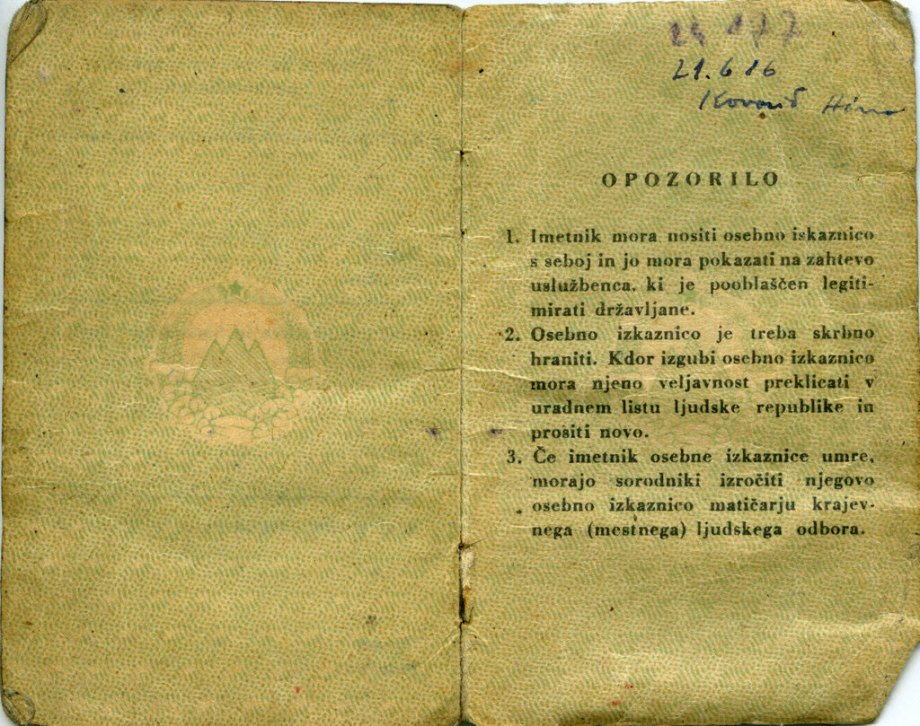 21.6
OPOZORILO
1. Imetnik mora nositi osebno izkaznico
s seboj in jo mora pokazati na zahtevo
uslužbenca, ki je pooblaščen legiti-
mirati državljane.
2. Osebno izkaznico je treba skrbno
hraniti. Kdor izgubi osebno izkaznico
mora njeno veljavnost preklicati v
uradnem listu ljudske republike in
prositi novo.
3. Če imetnik osebne izkaznice umre,
morajo sorodniki izročiti njegovo
osebno izkaznico matičarju krajev-
nega (mestnega) ljudskega odbora.